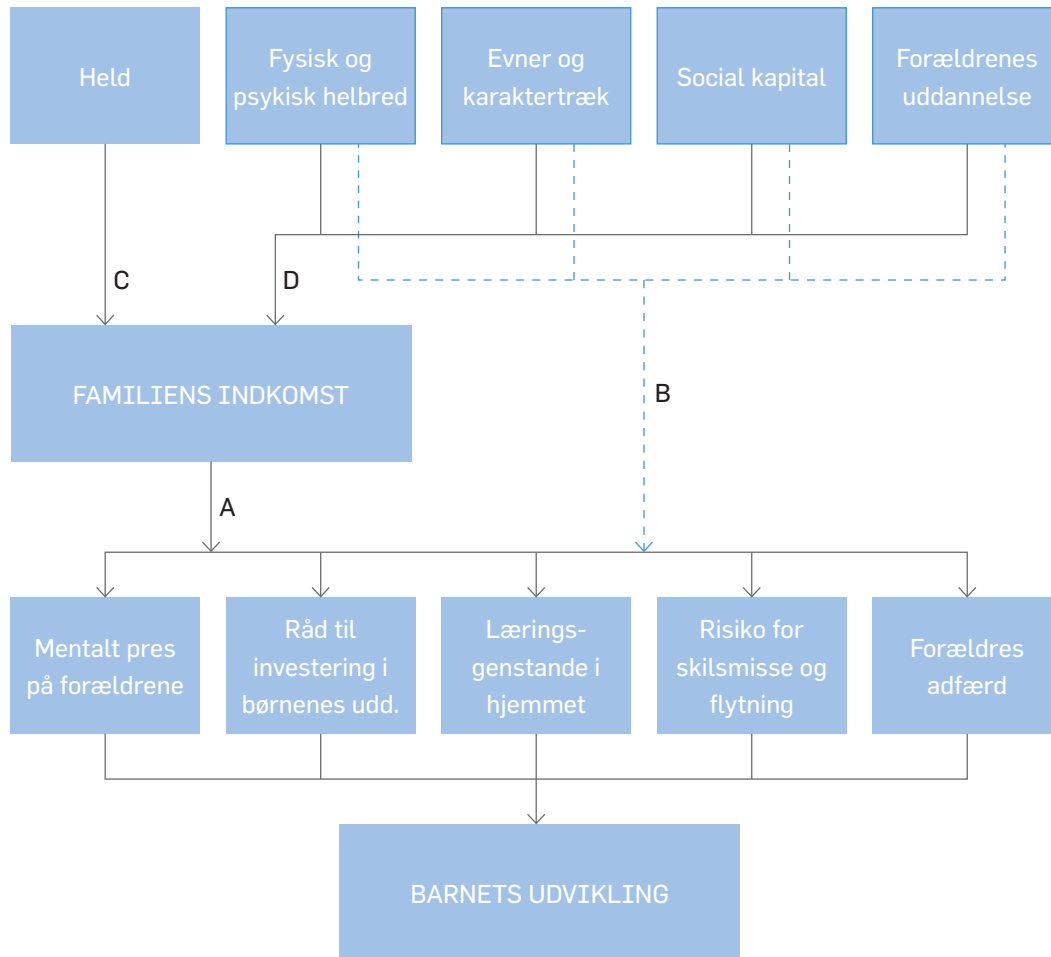 Held
Fysisk og
psykisk helbred
Evner og
karaktertræk
Social kapital
Forældrenes
uddannelse
C
D
FAMILIENS INDKOMST
B
A
Mentalt pres
på forældrene
Råd til
investering i
børnenes udd.
Lærings-
genstande i
hjemmet
Risiko for
skilsmisse og
flytning
Forældres
adfærd
BARNETS UDVIKLING